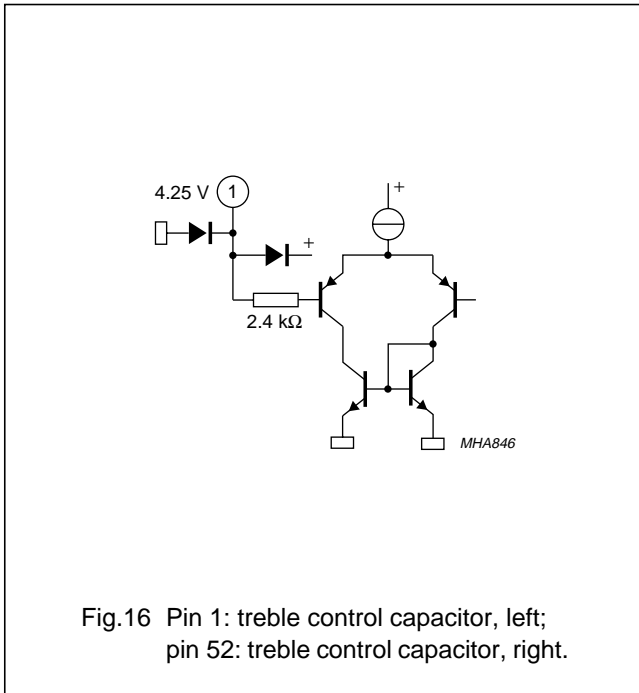 4.25 V 1
+
+
2.4 kΩ
MHA846
Fig.16 Pin 1: treble control capacitor, left;
pin 52: treble control capacitor, right.